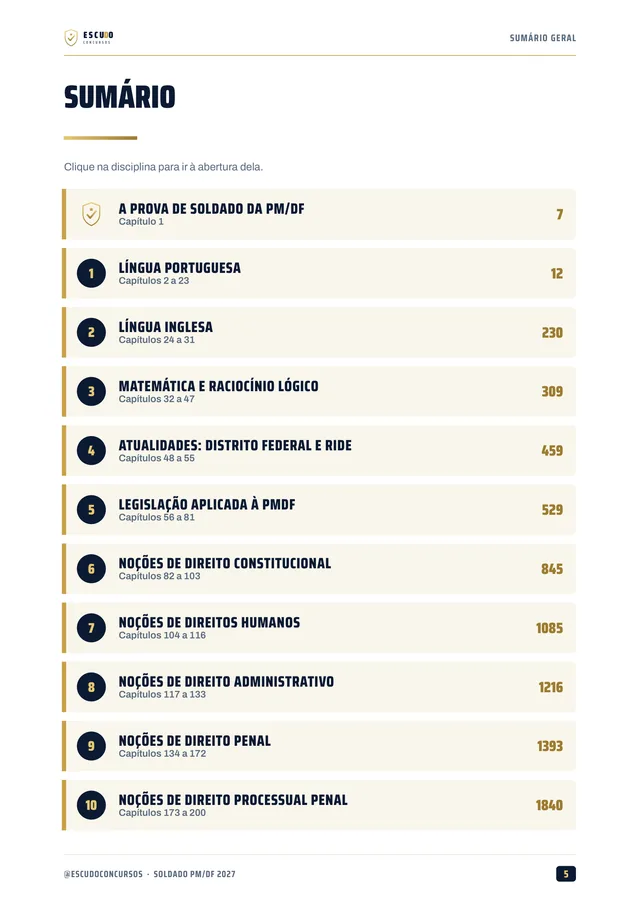 ESCUDO
CONCURSOS
SUMÁRIO GERAL
SUMÁRIO
Clique na disciplina para ir à abertura dela.
A PROVA DE SOLDADO DA PM/DF
Capítulo 1
7
1
LÍNGUA PORTUGUESA
Capítulos 2 a 23
12
2
LÍNGUA INGLESA
Capítulos 24 a 31
230
3
MATEMÁTICA E RACIOCÍNIO LÓGICO
Capítulos 32 a 47
309
4
ATUALIDADES: DISTRITO FEDERAL E RIDE
Capítulos 48 a 55
459
5
LEGISLAÇÃO APLICADA À PMDF
Capítulos 56 a 81
529
6
NOÇÕES DE DIREITO CONSTITUCIONAL
Capítulos 82 a 103
845
7
NOÇÕES DE DIREITOS HUMANOS
Capítulos 104 a 116
1085
8
NOÇÕES DE DIREITO ADMINISTRATIVO
Capítulos 117 a 133
1216
9
NOÇÕES DE DIREITO PENAL
Capítulos 134 a 172
1393
10
NOÇÕES DE DIREITO PROCESSUAL PENAL
Capítulos 173 a 200
1840
@ESCUDOCONCURSOS · SOLDADO PM/DF 2027
5